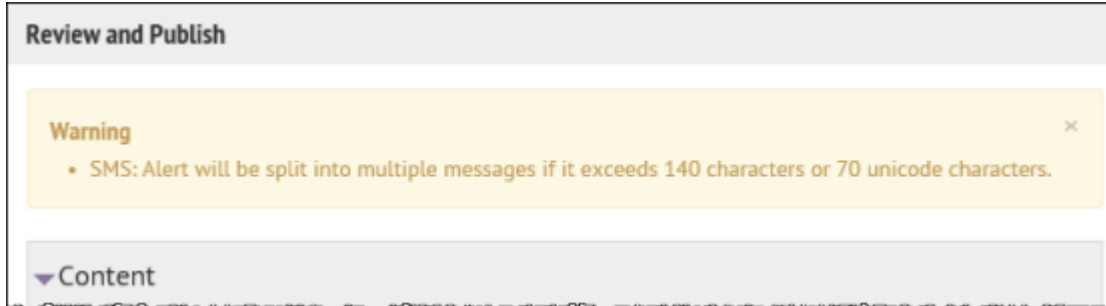 Review and Publish
Warning
×
• SMS: Alert will be split into multiple messages if it exceeds 140 characters or 70 unicode characters.
Content